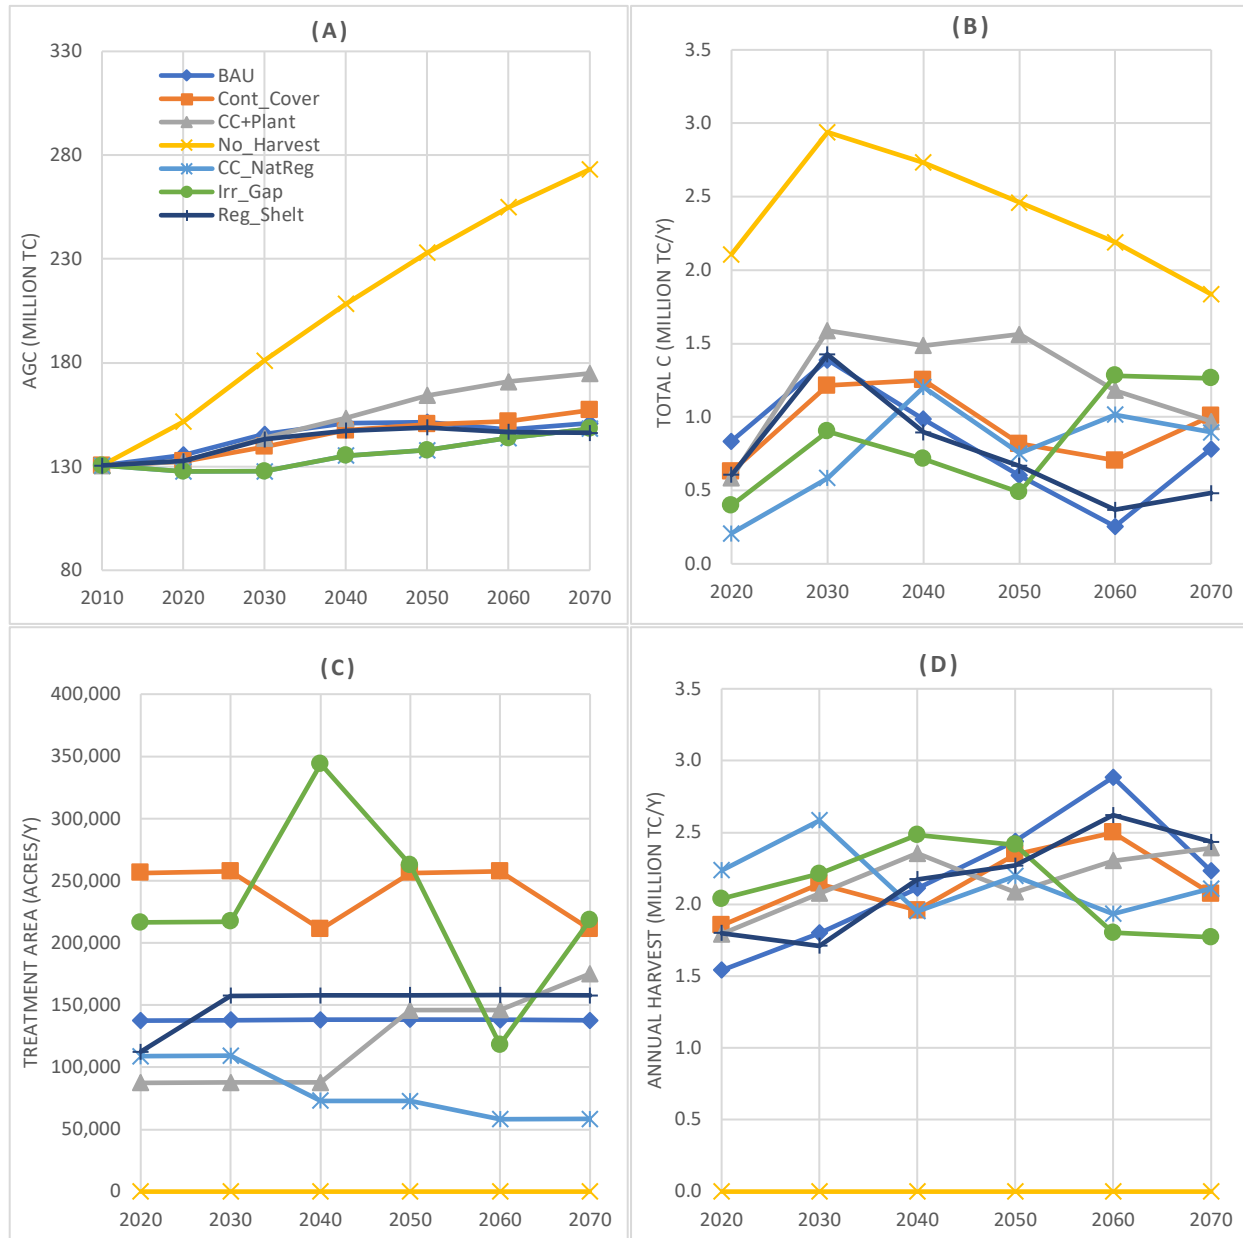 (A)
330
280
230
180
130
80
AGC (MILLION TC)
BAU
Cont_Cover
CC+Plant
No_Harvest
CC_NatReg
Irr_Gap
Reg_Shelt
2010 2020 2030 2040 2050 2060 2070
(B)
3.5
3.0
2.5
2.0
1.5
1.0
0.5
0.0
TOTAL C (MILLION TC/Y)
2020 2030 2040 2050 2060 2070
(C)
400,000
350,000
300,000
250,000
200,000
150,000
100,000
50,000
0
TREATMENT AREA (ACRES/Y)
2020 2030 2040 2050 2060 2070
(D)
3.5
3.0
2.5
2.0
1.5
1.0
0.5
0.0
ANNUAL HARVEST (MILLION TC/Y)
2020 2030 2040 2050 2060 2070